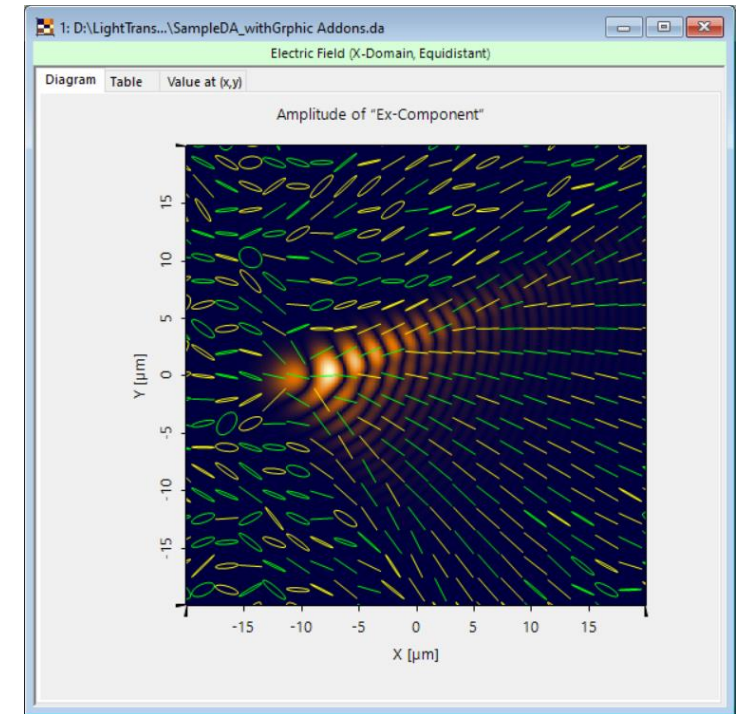 1: D:\LightTrans...\SampleDA_withGrphic Addons.da
Electric Field (X-Domain, Equidistant)
Diagram Table Value at (x,y)
Amplitude of "Ex-Component"
15
10
5
0
-5
-10
-15
Y [µm]
-15 -10 -5 0 5 10 15
X [µm]